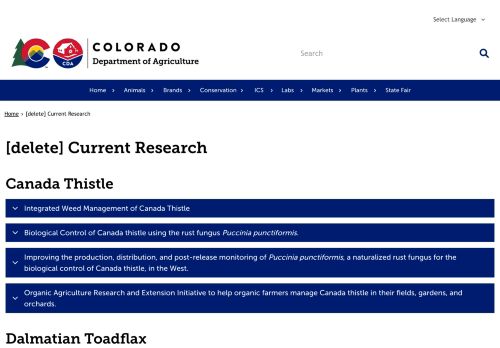 Select Language
COLORADO
Department of Agriculture
CDA
Search
Home Animals Brands Conservation ICS Labs Markets Plants State Fair
Home › [delete] Current Research
[delete] Current Research
Canada Thistle
Integrated Weed Management of Canada Thistle
Biological Control of Canada thistle using the rust fungus Puccinia punctiformis.
Improving the production, distribution, and post-release monitoring of Puccinia punctiformis, a naturalized rust fungus for the
biological control of Canada thistle, in the West.
Organic Agriculture Research and Extension Initiative to help organic farmers manage Canada thistle in their fields, gardens, and
orchards.
Dalmatian Toadflax